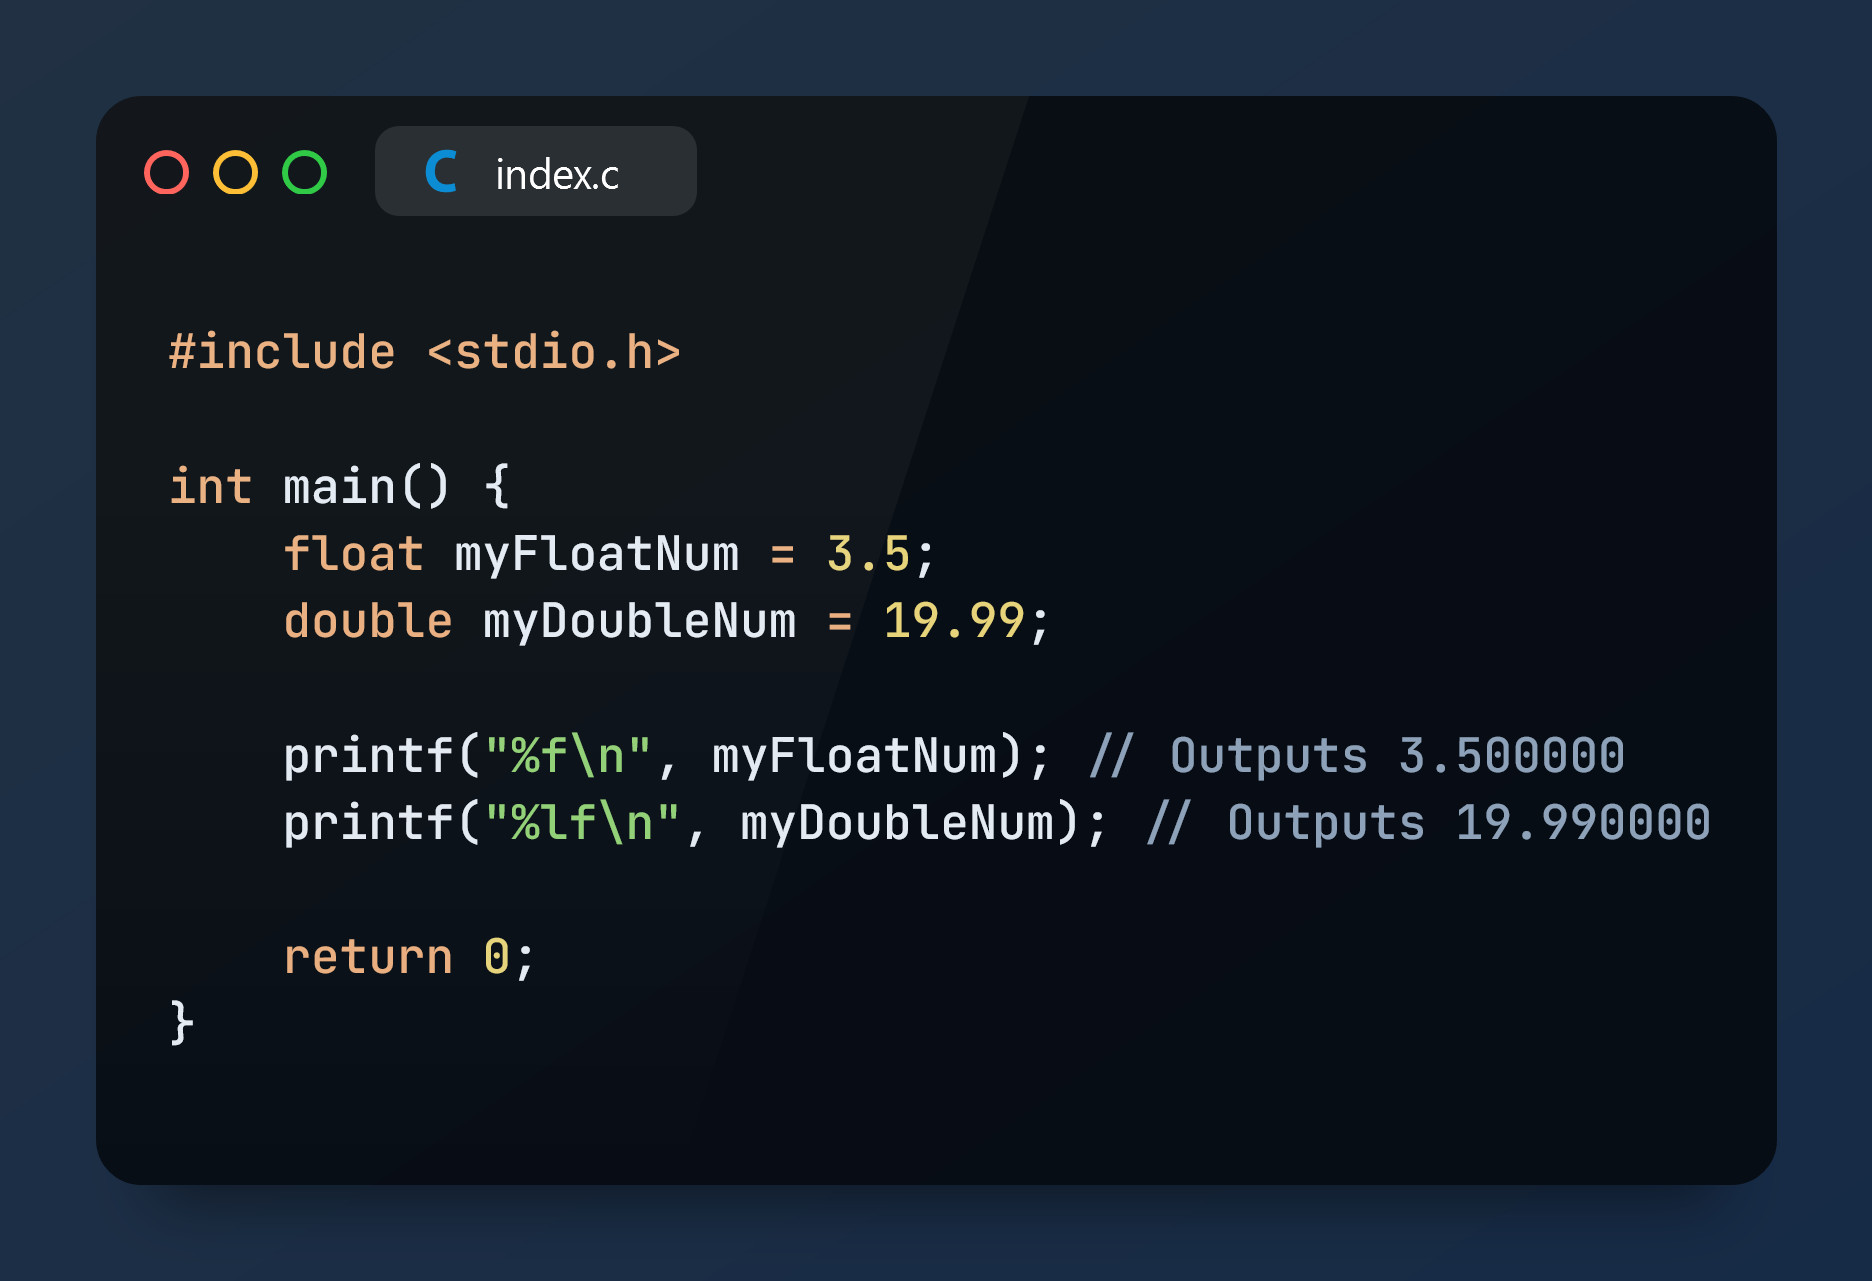 C index.c
#include <stdio.h>
int main() {
    float myFloatNum = 3.5;
    double myDoubleNum = 19.99;
    printf("%f\n", myFloatNum); // Outputs 3.500000
    printf("%lf\n", myDoubleNum); // Outputs 19.990000
    return 0;
}